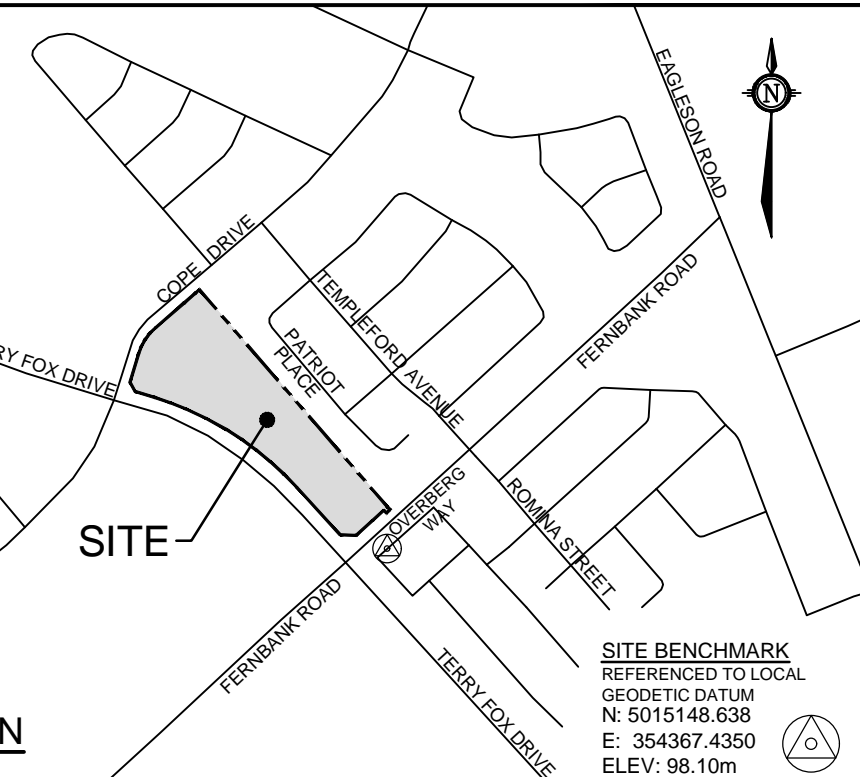 EAGLESON ROAD
N
COPE DRIVE
TEMPLEFORD AVENUE
FERNBANK ROAD
PATRIOT
PLACE
RY FOX DRIVE
SITE
OVERBERG
WAY
ROMINA STREET
FERNBANK ROAD
TERRY FOX DRIVE
N
SITE BENCHMARK
REFERENCED TO LOCAL
GEODETIC DATUM
N: 5015148.638
E: 354367.4350
ELEV: 98.10m